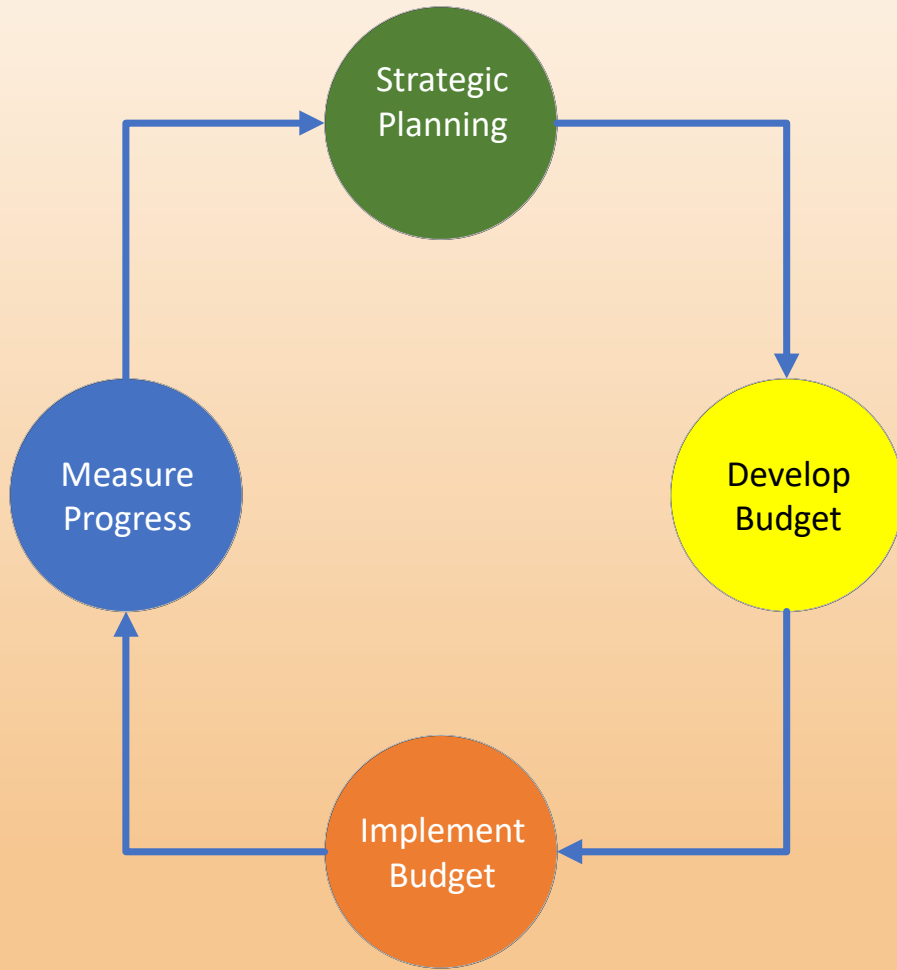 Strategic
Planning
Develop
Budget
Implement
Budget
Measure
Progress